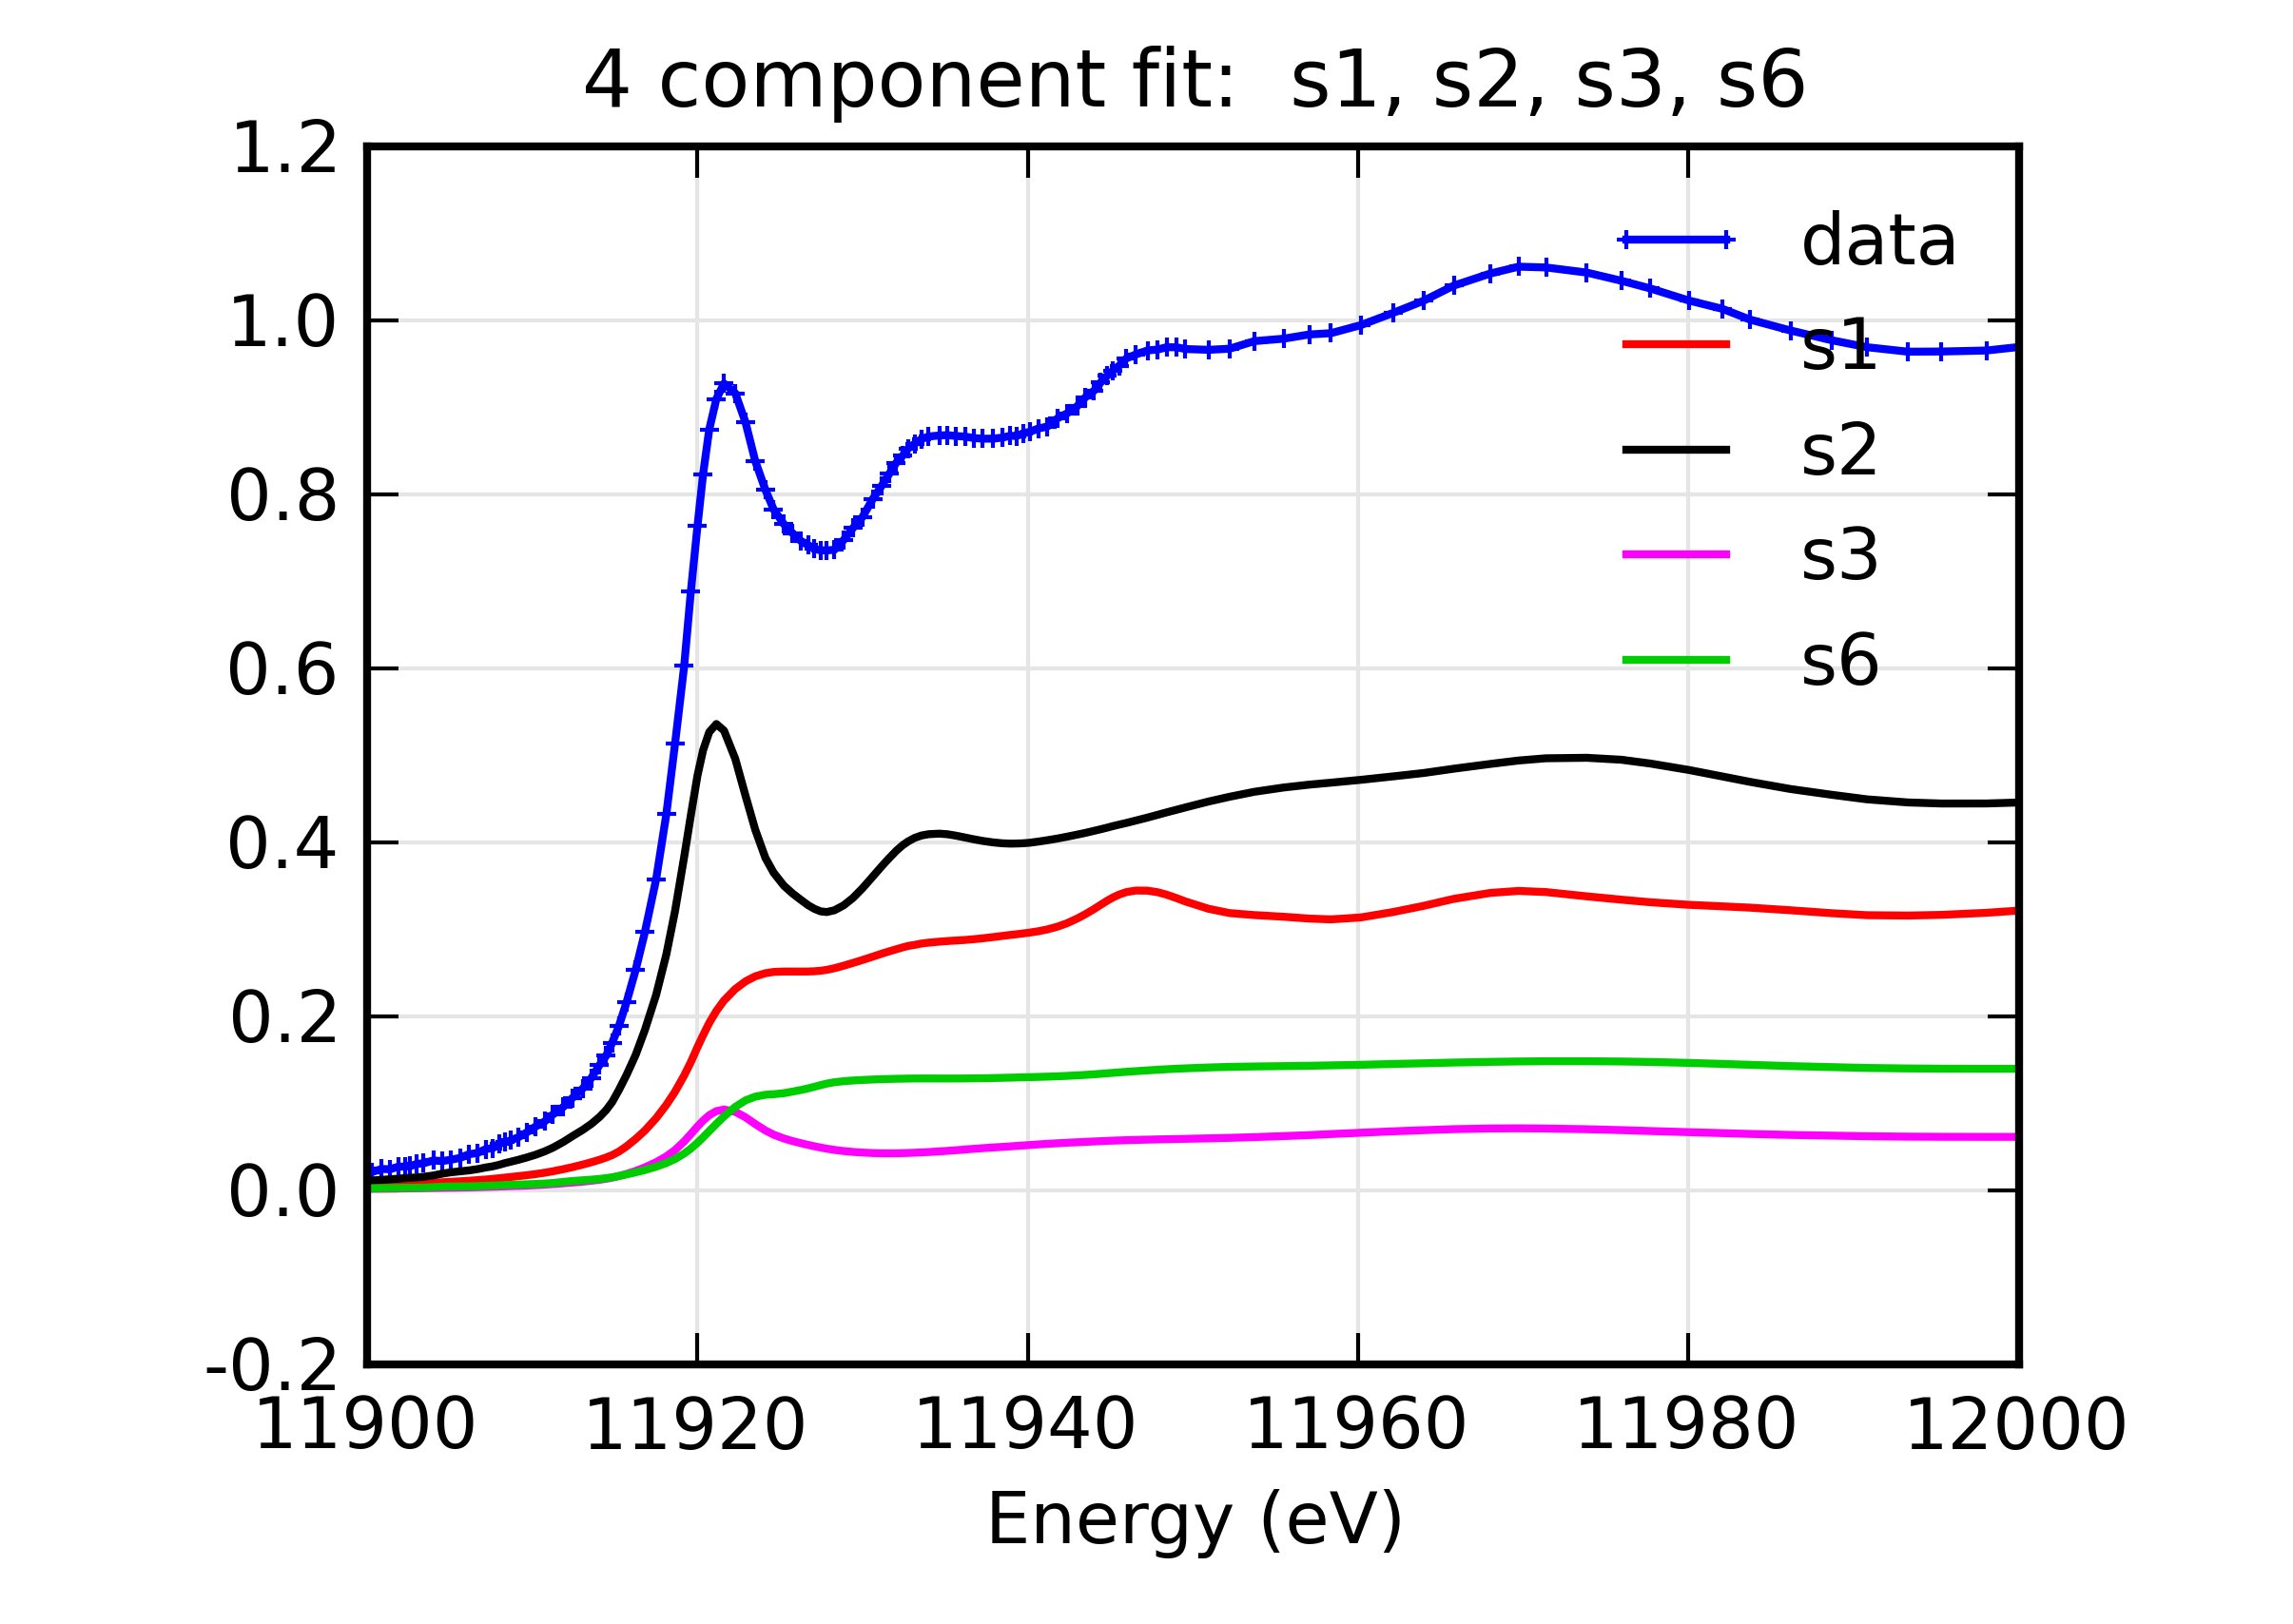 4 component fit:  s1, s2, s3, s6
1.2
1.0
0.8
0.6
0.4
0.2
0.0
-0.2
data
s1
s2
s3
s6
11900 11920 11940 11960 11980 12000
Energy (eV)